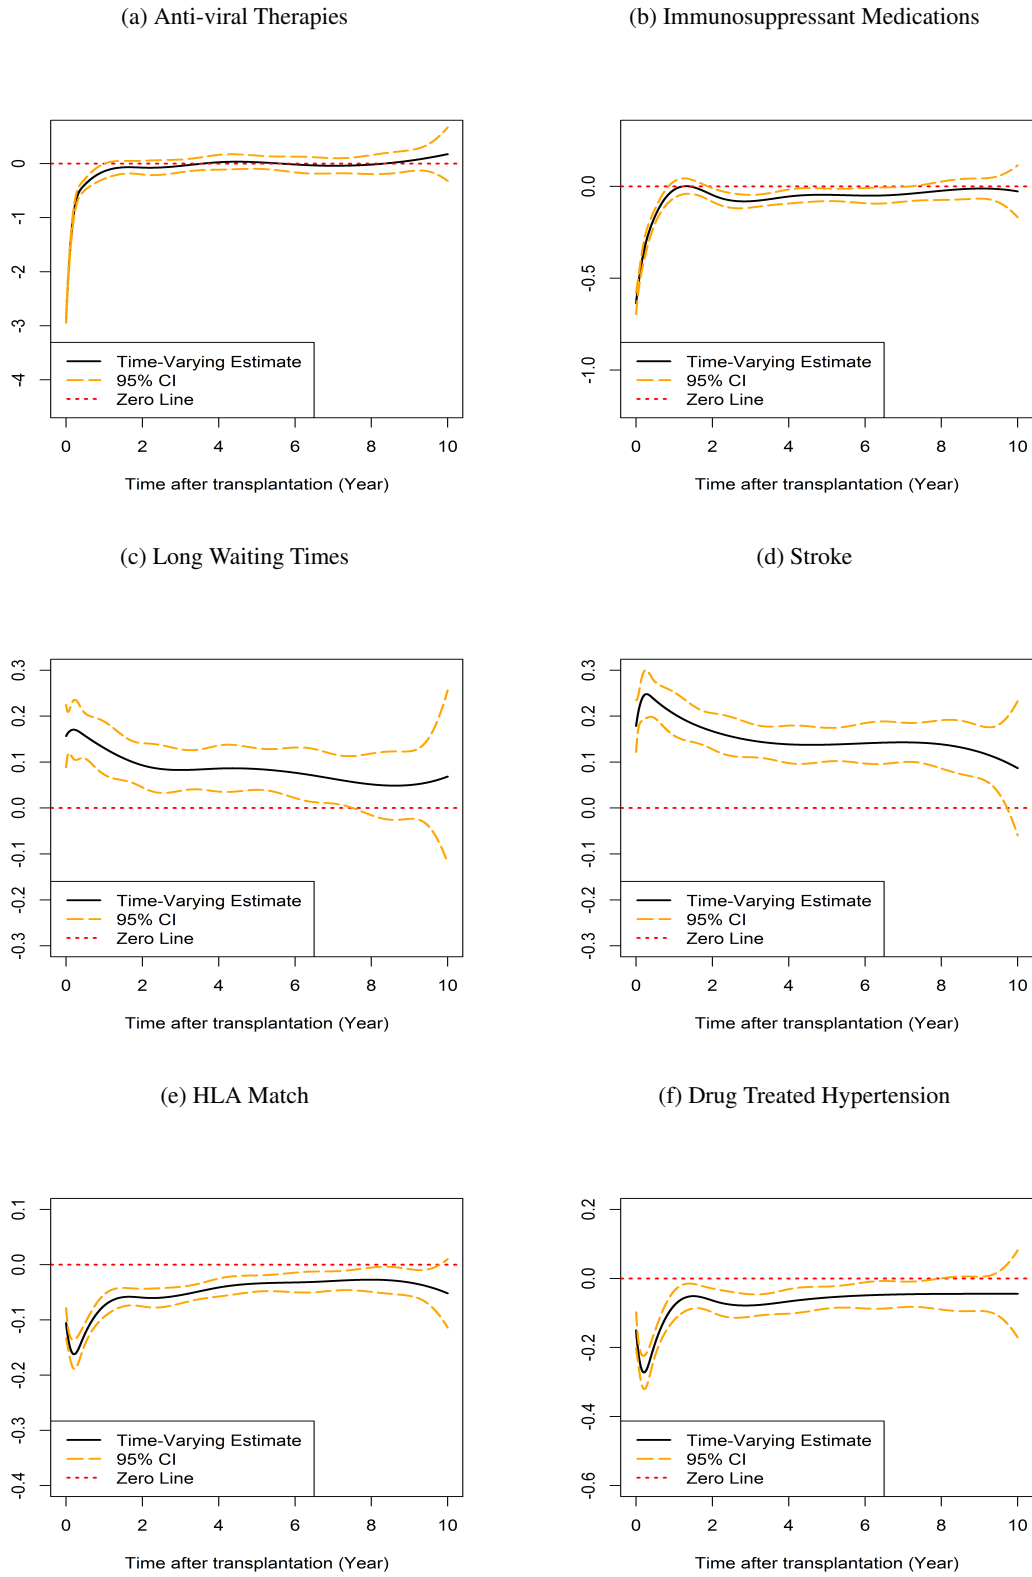 (a) Anti-viral Therapies
0
-1
-2
-3
-4
Time-Varying Estimate
95% CI
Zero Line
0 2 4 6 8 10
Time after transplantation (Year)
(b) Immunosuppressant Medications
0.0
-0.5
-1.0
Time-Varying Estimate
95% CI
Zero Line
0 2 4 6 8 10
Time after transplantation (Year)
(c) Long Waiting Times
0.3
0.2
0.1
0.0
-0.1
-0.2
-0.3
Time-Varying Estimate
95% CI
Zero Line
0 2 4 6 8 10
Time after transplantation (Year)
(d) Stroke
0.3
0.2
0.1
0.0
-0.1
-0.2
-0.3
Time-Varying Estimate
95% CI
Zero Line
0 2 4 6 8 10
Time after transplantation (Year)
(e) HLA Match
0.1
0.0
-0.1
-0.2
-0.3
-0.4
Time-Varying Estimate
95% CI
Zero Line
0 2 4 6 8 10
Time after transplantation (Year)
(f) Drug Treated Hypertension
0.2
0.0
-0.2
-0.4
-0.6
Time-Varying Estimate
95% CI
Zero Line
0 2 4 6 8 10
Time after transplantation (Year)